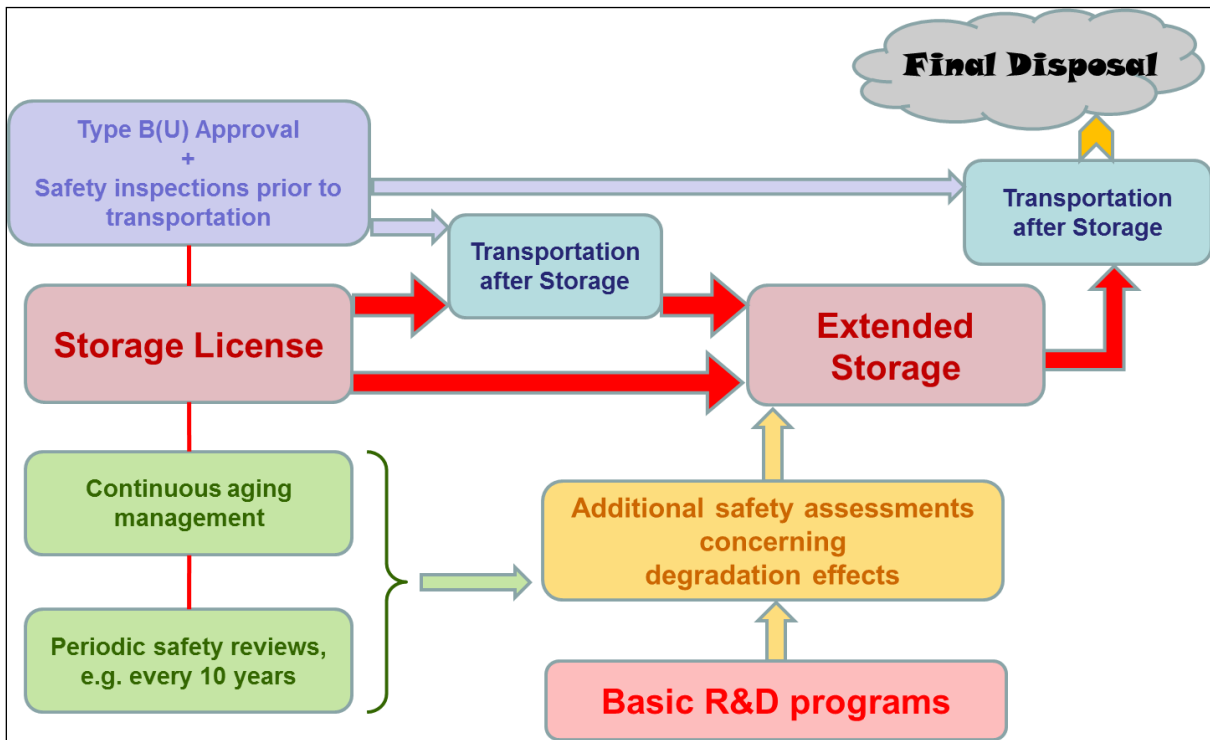 Final Disposal
Type B(U) Approval
+
Safety inspections prior to
transportation
Transportation
after Storage
Transportation
after Storage
Storage License
Extended
Storage
Continuous aging
management
Additional safety assessments
concerning
degradation effects
Periodic safety reviews,
e.g. every 10 years
Basic R&D programs